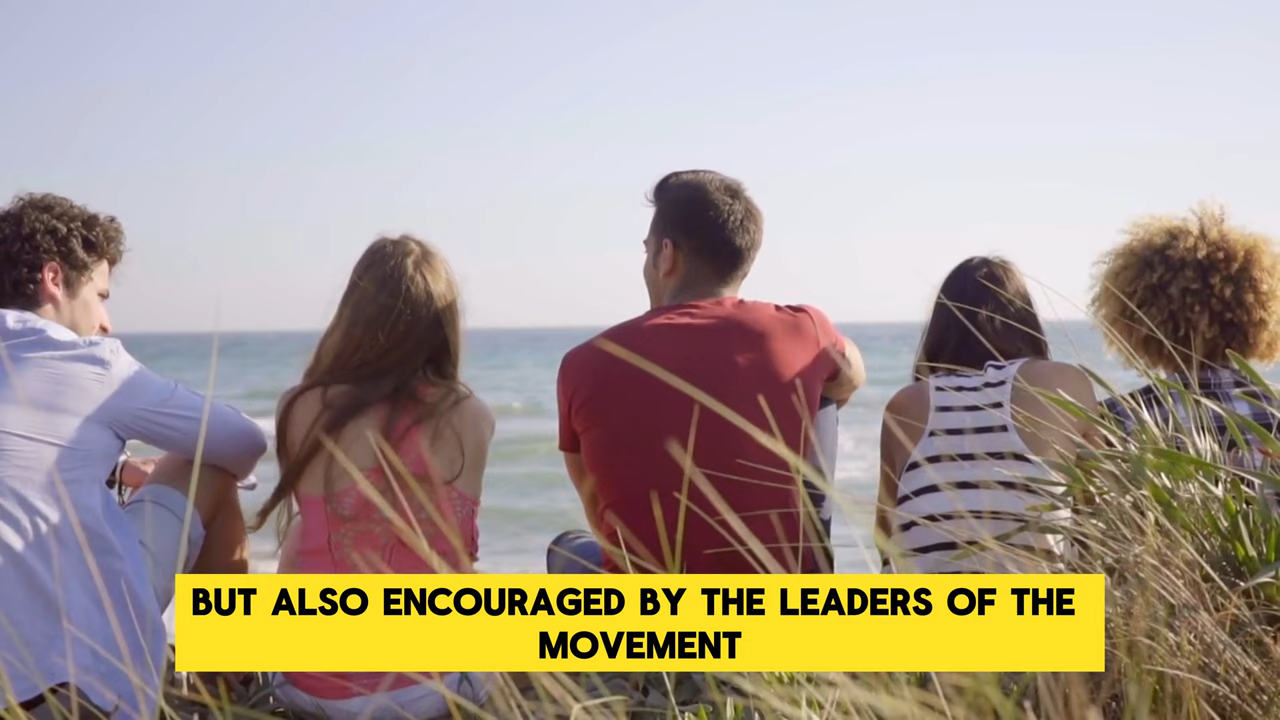 BUT ALSO ENCOURAGED BY THE LEADERS OF THE
MOVEMENT